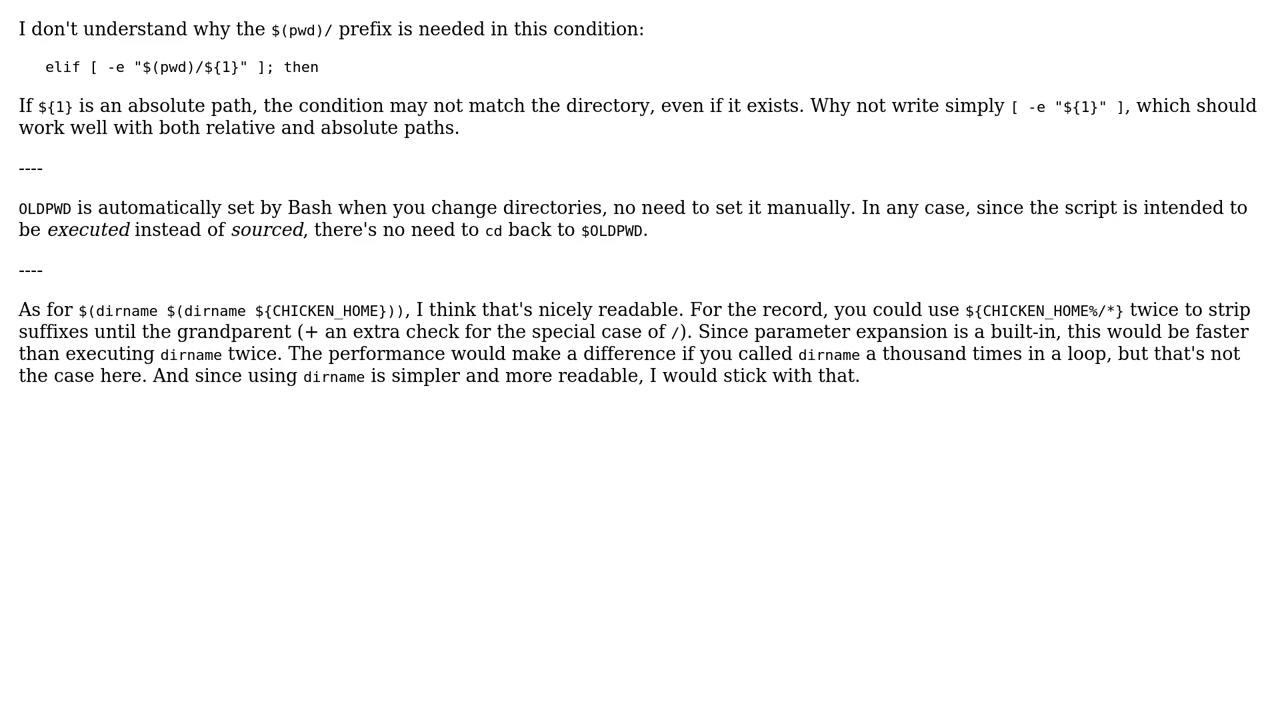 I don't understand why the $(pwd)/ prefix is needed in this condition:
elif [ -e "$(pwd)/${1}" ]; then
If ${1} is an absolute path, the condition may not match the directory, even if it exists. Why not write simply [ -e "${1}" ], which should
work well with both relative and absolute paths.
----
OLDPWD is automatically set by Bash when you change directories, no need to set it manually. In any case, since the script is intended to
be executed instead of sourced, there's no need to cd back to $OLDPWD.
----
As for $(dirname $(dirname ${CHICKEN_HOME})), I think that's nicely readable. For the record, you could use ${CHICKEN_HOME%/*} twice to strip
suffixes until the grandparent (+ an extra check for the special case of /). Since parameter expansion is a built-in, this would be faster
than executing dirname twice. The performance would make a difference if you called dirname a thousand times in a loop, but that's not
the case here. And since using dirname is simpler and more readable, I would stick with that.